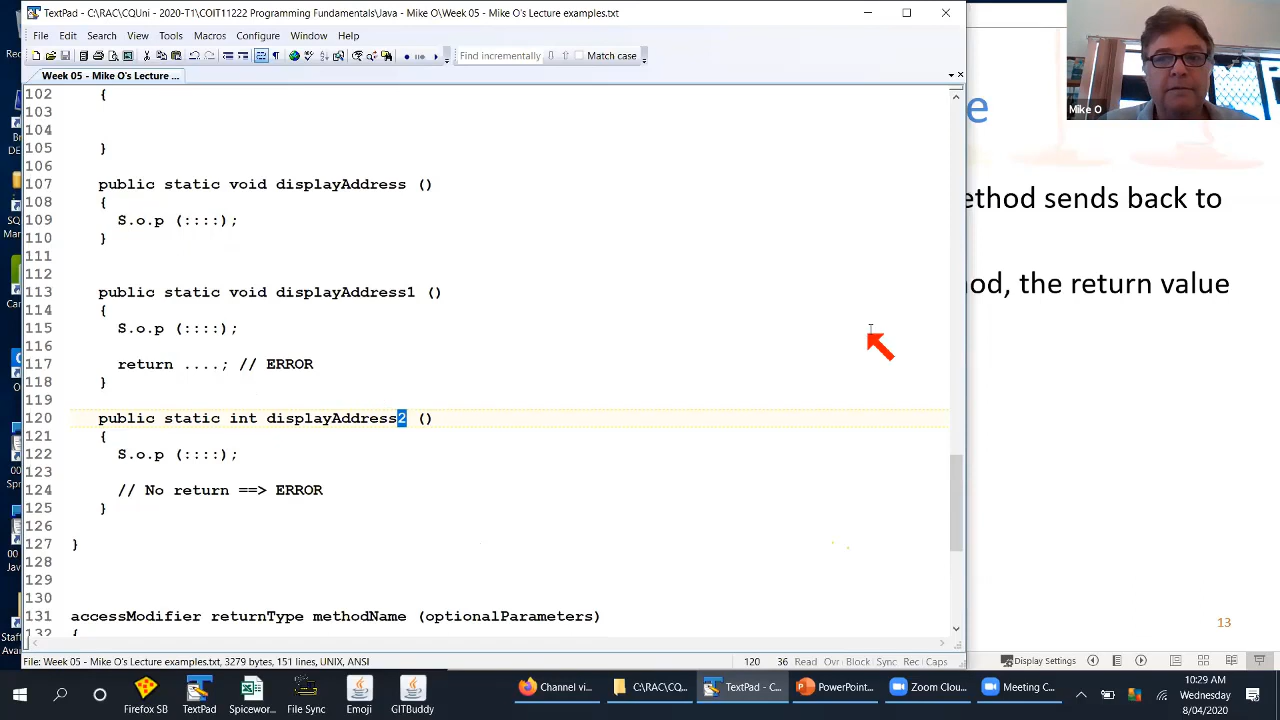 TextPad - C:\RAC\CQUni - 2020-T1\COIT11222 Programming Fundamentals\Java - Mike O\Week 05 - Mike O's Lecture examples.txt
File Edit Search View Tools Macros Configure Window Help
Find incrementally Match case
Week 05 - Mike O's Lecture ...
102 {
103
104
105 }
106
107 public static void displayAddress ()
108 {
109 S.o.p (::::);
110 }
111
112
113 public static void displayAddress1 ()
114 {
115 S.o.p (::::);
116
117 return ....; // ERROR
118 }
119
120 public static int displayAddress2 ()
121 {
122 S.o.p (::::);
123
124 // No return ==> ERROR
125 }
126
127 }
128
129
130
131 accessModifier returnType methodName (optionalParameters)
132 {
File: Week 05 - Mike O's Lecture examples.txt, 3279 bytes, 151 lines, UNIX, ANSI
120 36 Read Ovr Block Sync Rec Caps
Mike O
e
ethod sends back to
od, the return value
13
Display Settings
Firefox SB
TextPad
Spicewor...
File Sync
Emoji
GITBuddy
Channel vi...
C:\RAC\CQ...
TextPad - C...
PowerPoint...
Zoom Clou...
Meeting C...
10:29 AM
Wednesday
8/04/2020